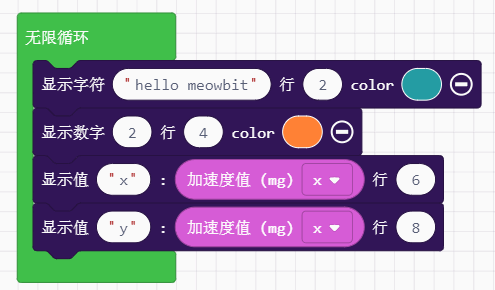 无限循环
显示字符 "hello meowbit" 行 2 color
显示数字 2 行 4 color
显示值 "x" : 加速度值 (mg) x 行 6
显示值 "y" : 加速度值 (mg) x 行 8